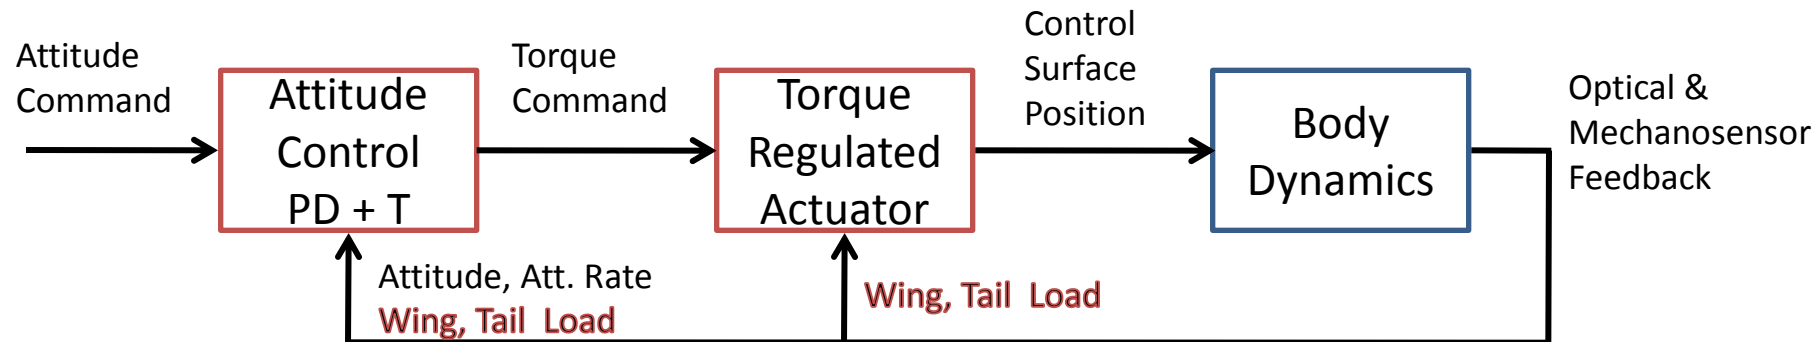 Attitude
Command
Attitude
Control
PD + T
Torque
Command
Torque
Regulated
Actuator
Control
Surface
Position
Body
Dynamics
Optical &
Mechanosensor
Feedback
Attitude, Att. Rate
Wing, Tail  Load
Wing, Tail  Load